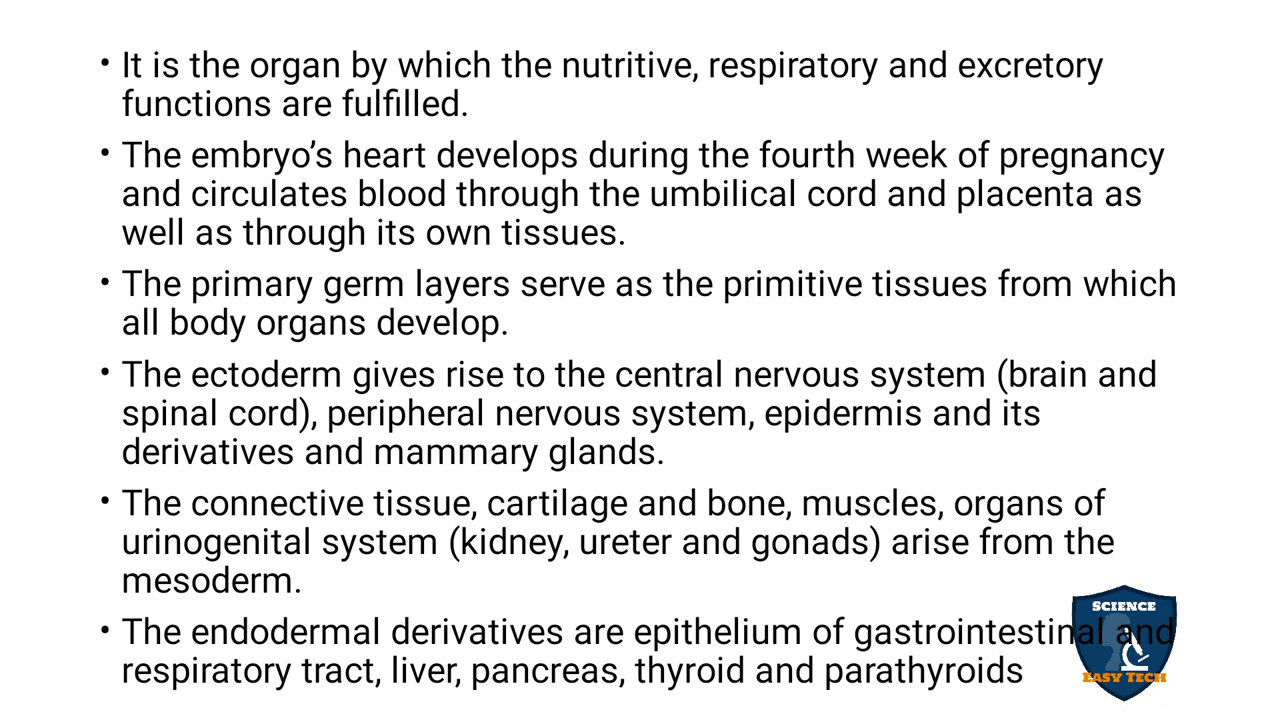 • It is the organ by which the nutritive, respiratory and excretory
functions are fulfilled.
• The embryo’s heart develops during the fourth week of pregnancy
and circulates blood through the umbilical cord and placenta as
well as through its own tissues.
• The primary germ layers serve as the primitive tissues from which
all body organs develop.
• The ectoderm gives rise to the central nervous system (brain and
spinal cord), peripheral nervous system, epidermis and its
derivatives and mammary glands.
• The connective tissue, cartilage and bone, muscles, organs of
urinogenital system (kidney, ureter and gonads) arise from the
mesoderm.
• The endodermal derivatives are epithelium of gastrointestinal and
respiratory tract, liver, pancreas, thyroid and parathyroids
SCIENCE
EASY TECH